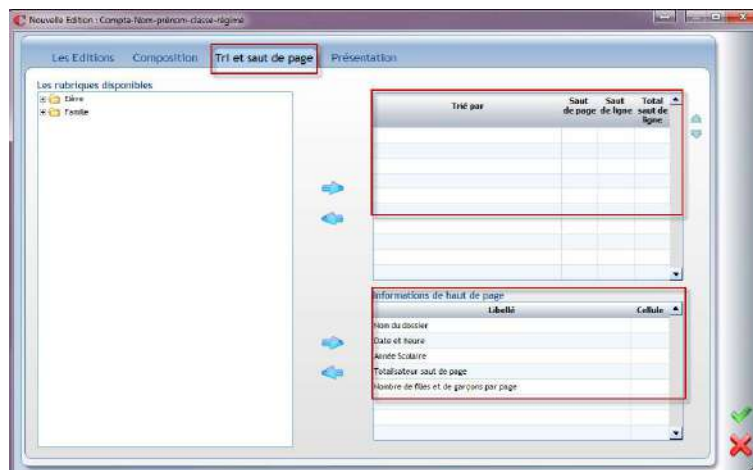 Nouvelle Edition : Compta-Nom-prénom-classe-régime
Les Editions Composition Tri et saut de page Présentation
Les rubriques disponibles
Elève
Famille
Trié par
Saut de page
Saut de ligne
Total saut de ligne
Informations de haut de page
Libellé Cellule
Nom du dossier
Date et heure
Année Scolaire
Totalisateur saut de page
Nombre de filles et de garçons par page